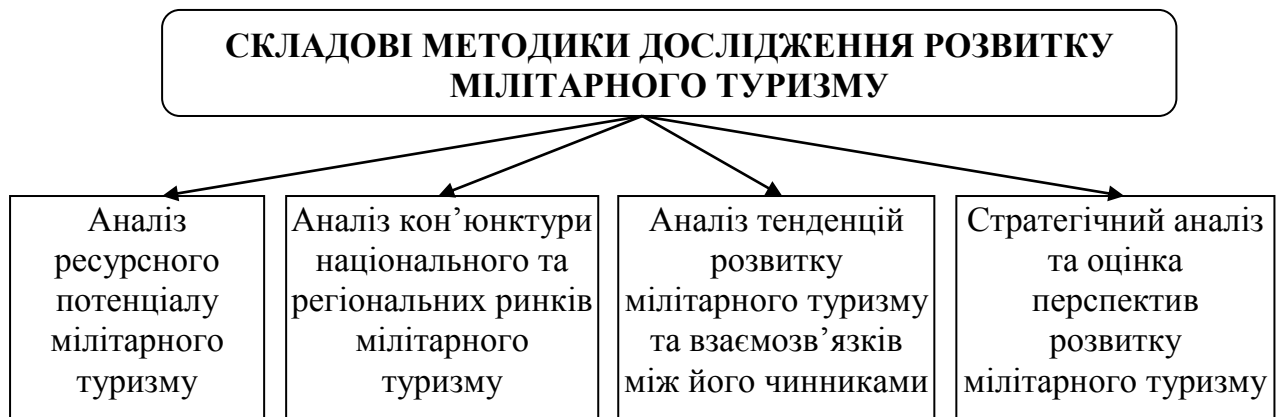 СКЛАДОВІ МЕТОДИКИ ДОСЛІДЖЕННЯ РОЗВИТКУ
МІЛІТАРНОГО ТУРИЗМУ
Аналіз
ресурсного
потенціалу
мілітарного
туризму
Аналіз кон’юнктури
національного та
регіональних ринків
мілітарного
туризму
Аналіз тенденцій
розвитку
мілітарного туризму
та взаємозв’язків
між його чинниками
Стратегічний аналіз
та оцінка
перспектив
розвитку
мілітарного туризму